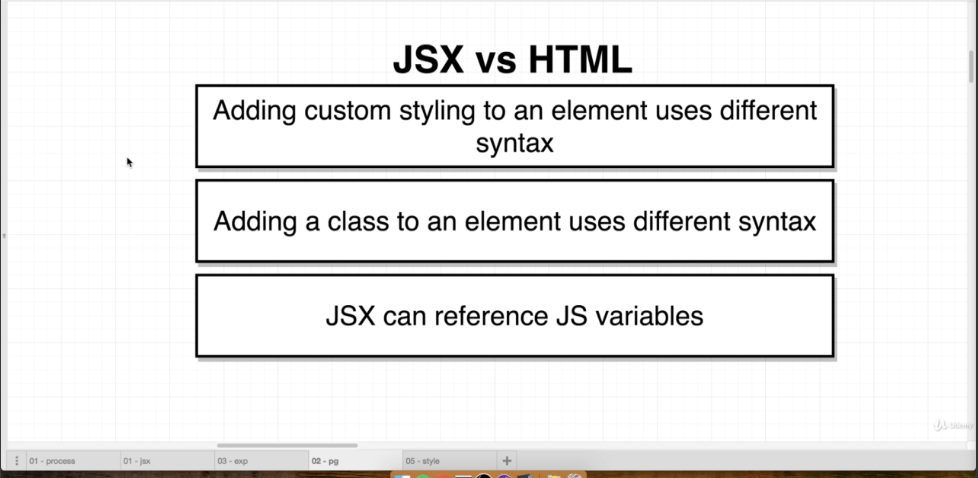 JSX vs HTML
Adding custom styling to an element uses different
syntax
Adding a class to an element uses different syntax
JSX can reference JS variables
Udemy
01 - process
01 - jsx
03 - exp
02 - pg
05 - style